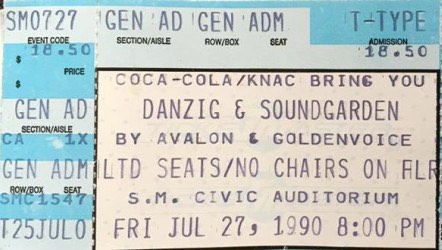 SM0727 GEN AD GEN ADM T-TYPE
EVENT CODE SECTION/AISLE ROW/BOX SEAT ADMISSION
18.50 18.50
$ PRICE
$
COCA-COLA/KNAC BRING YOU
GEN AD DANZIG & SOUNDGARDEN
SECTION/AISLE
CA 1X BY AVALON & GOLDENVOICE
GEN ADM LTD SEATS/NO CHAIRS ON FLR
ROW/BOX SEAT
SMC1547 S.M. CIVIC AUDITORIUM
T25JUL0 FRI JUL 27, 1990 8:00 PM